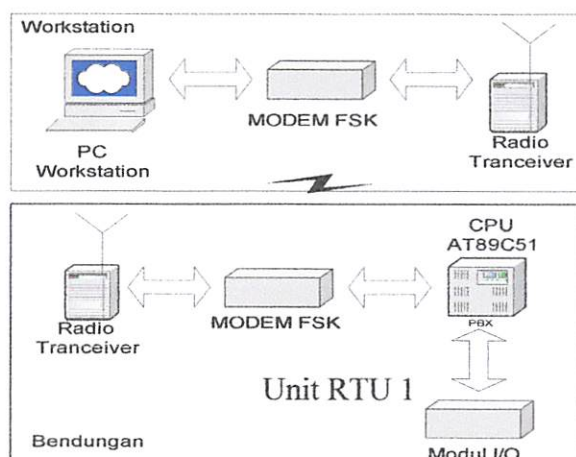 Workstation
MODEM FSK
PC
Workstation
Radio
Tranceiver
CPU
AT89C51
PBX
Radio
Tranceiver
MODEM FSK
Unit RTU 1
Bendungan
Modul I/O